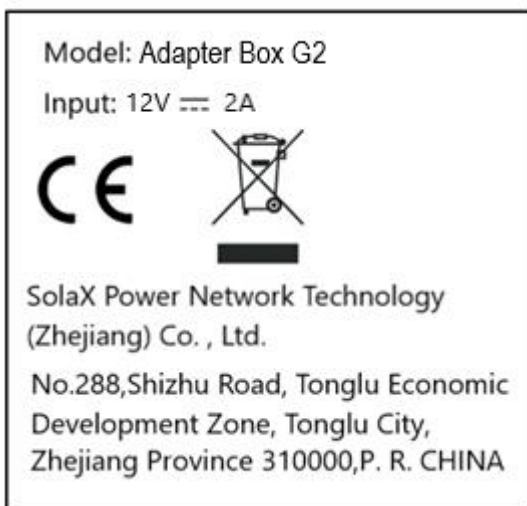 Model: Adapter Box G2
Input: 12V ⎓ 2A
CE
SolaX Power Network Technology
(Zhejiang) Co. , Ltd.
No.288,Shizhu Road, Tonglu Economic
Development Zone, Tonglu City,
Zhejiang Province 310000,P. R. CHINA